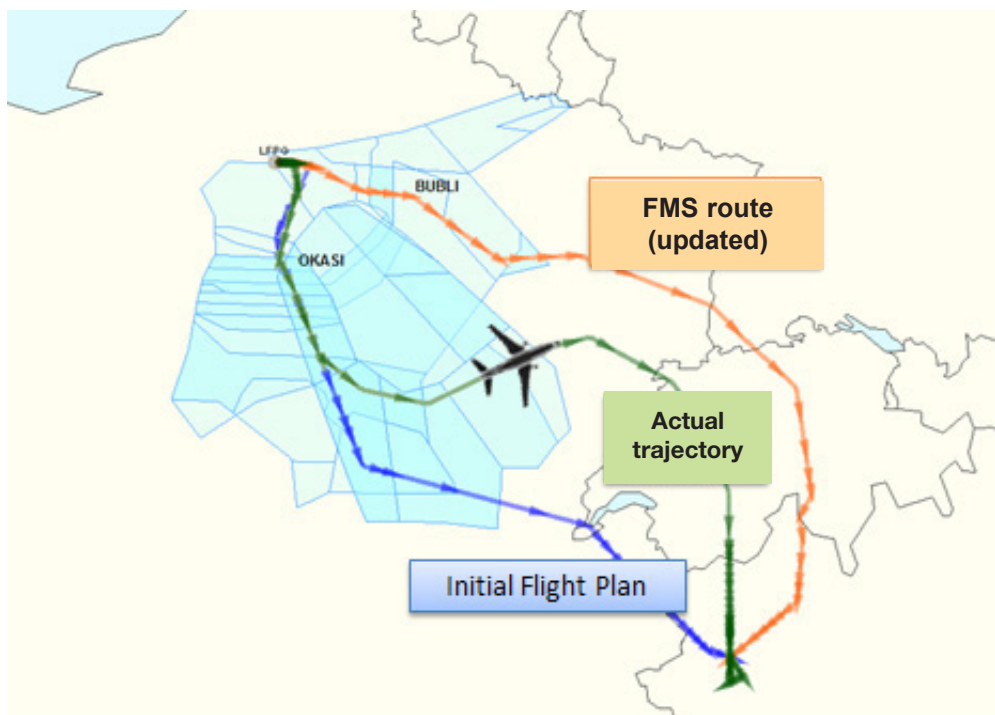 LFPG
BUBLI
FMS route
(updated)
OKASI
Actual
trajectory
Initial Flight Plan